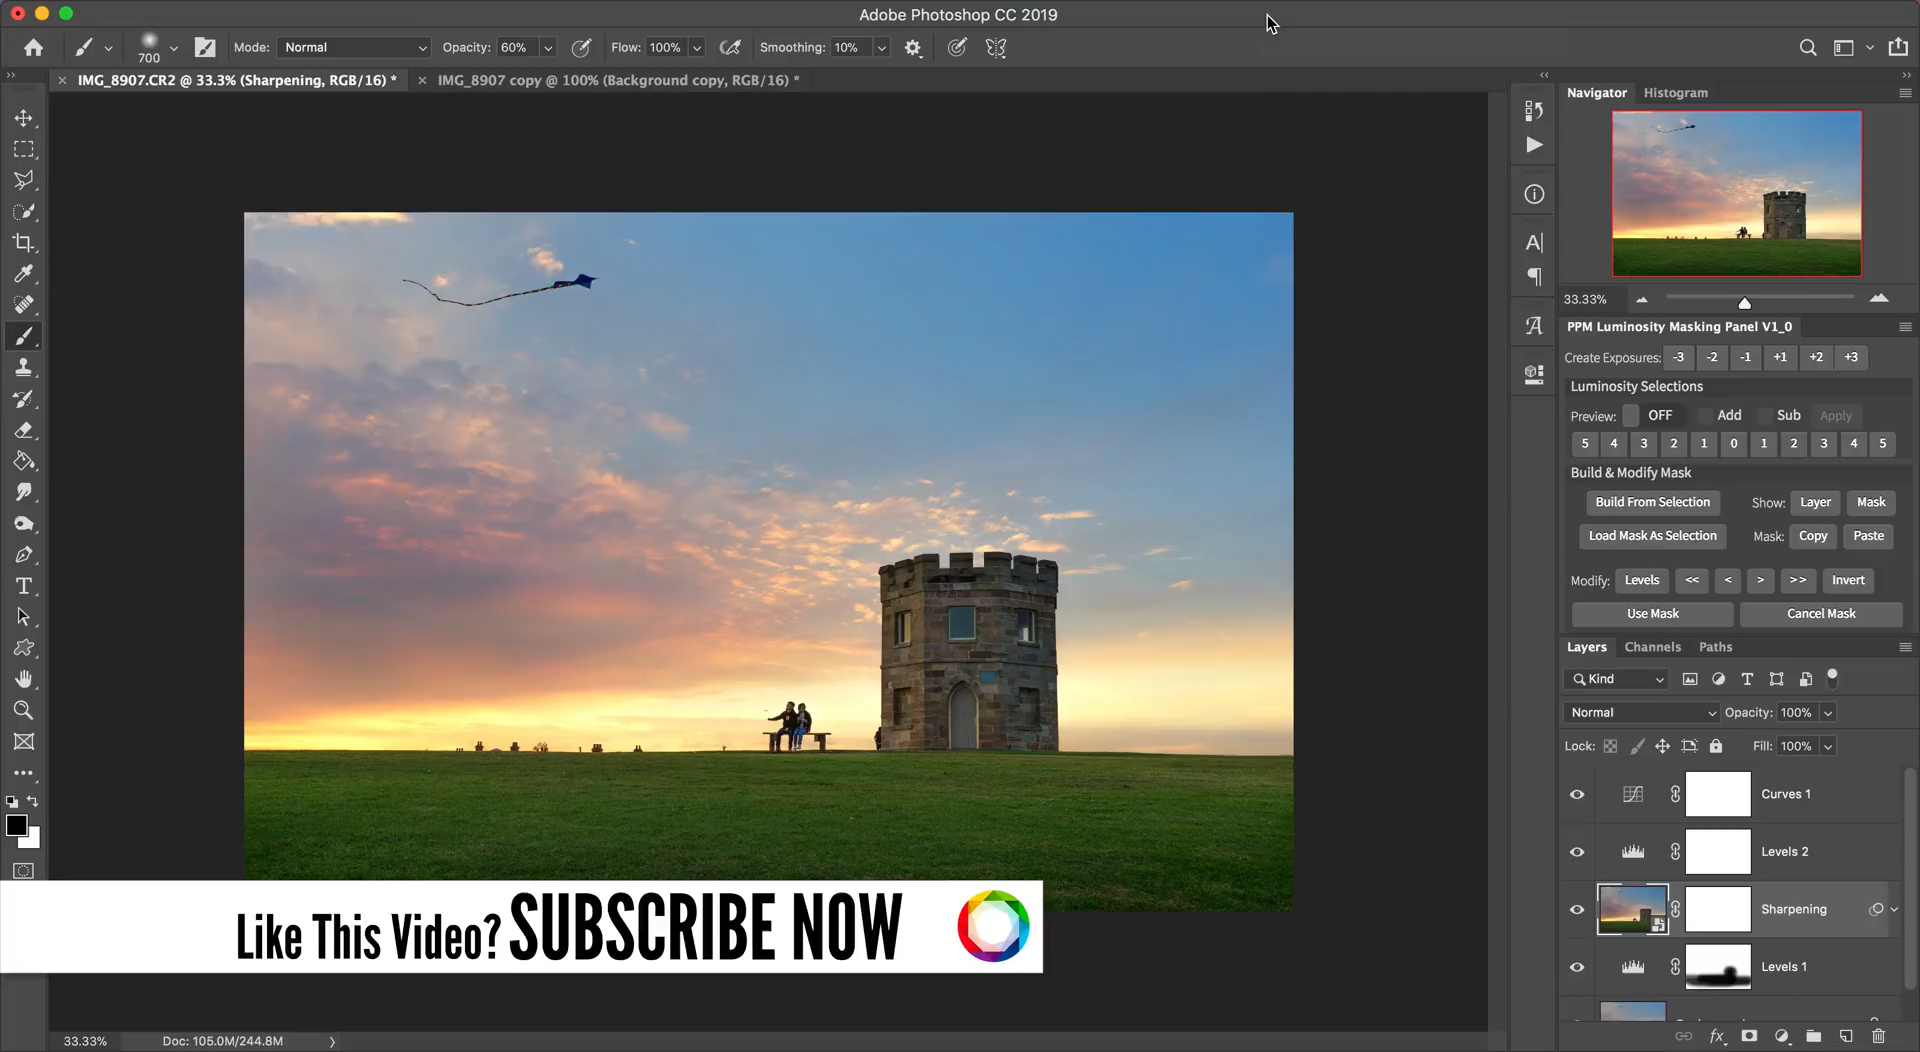 Adobe Photoshop CC 2019
700
Mode: Normal Opacity: 60% Flow: 100% Smoothing: 10%
IMG_8907.CR2 @ 33.3% (Sharpening, RGB/16) * IMG_8907 copy @ 100% (Background copy, RGB/16) *
Navigator Histogram
33.33%
PPM Luminosity Masking Panel V1_0
Create Exposures: -3 -2 -1 +1 +2 +3
Luminosity Selections
Preview: OFF Add Sub Apply
5 4 3 2 1 0 1 2 3 4 5
Build & Modify Mask
Build From Selection Show: Layer Mask
Load Mask As Selection Mask: Copy Paste
Modify: Levels << < > >> Invert
Use Mask Cancel Mask
Layers Channels Paths
Kind
Normal Opacity: 100%
Lock: Fill: 100%
Curves 1
Levels 2
Sharpening
Levels 1
Like This Video? SUBSCRIBE NOW
33.33% Doc: 105.0M/244.8M